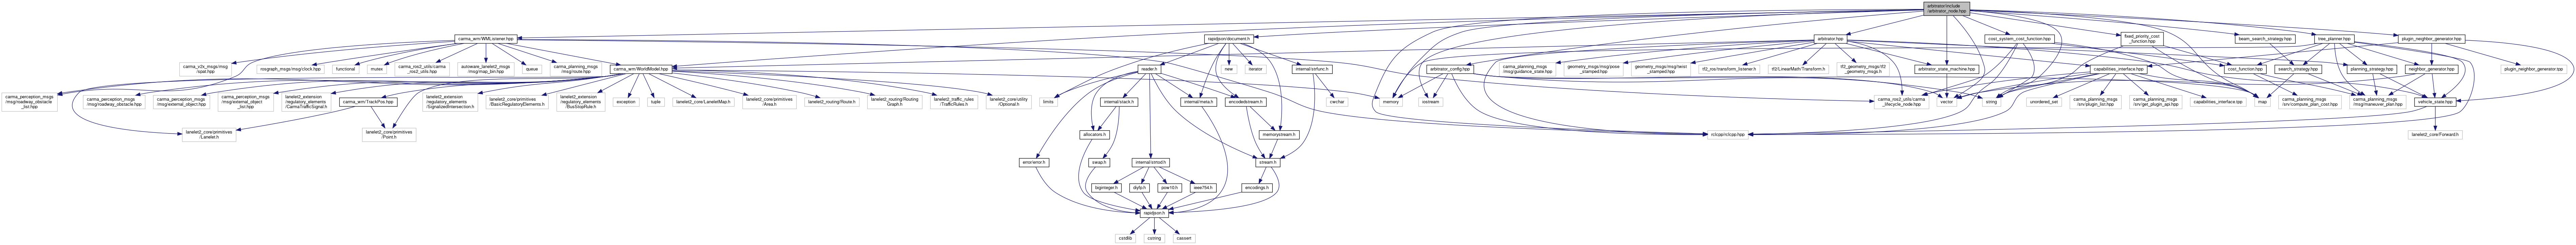 arbitrator/include
/arbitrator_node.hpp
carma_wm/WMListener.hpp
rapidjson/document.h
arbitrator.hpp
cost_system_cost_function.hpp
fixed_priority_cost
_function.hpp
beam_search_strategy.hpp
tree_planner.hpp
plugin_neighbor_generator.hpp
carma_v2x_msgs/msg
/spat.hpp
rosgraph_msgs/msg/clock.hpp
functional
mutex
carma_ros2_utils/carma
_ros2_utils.hpp
autoware_lanelet2_msgs
/msg/map_bin.hpp
queue
carma_planning_msgs
/msg/route.hpp
carma_wm/WorldModel.hpp
reader.h
new
iterator
internal/strfunc.h
arbitrator_config.hpp
carma_planning_msgs
/msg/guidance_state.hpp
geometry_msgs/msg/pose
_stamped.hpp
geometry_msgs/msg/twist
_stamped.hpp
tf2_ros/transform_listener.h
tf2/LinearMath/Transform.h
tf2_geometry_msgs/tf2
_geometry_msgs.h
arbitrator_state_machine.hpp
capabilities_interface.hpp
cost_function.hpp
search_strategy.hpp
planning_strategy.hpp
neighbor_generator.hpp
plugin_neighbor_generator.tpp
carma_perception_msgs
/msg/roadway_obstacle
_list.hpp
carma_perception_msgs
/msg/roadway_obstacle.hpp
carma_perception_msgs
/msg/external_object.hpp
carma_perception_msgs
/msg/external_object
_list.hpp
lanelet2_extension
/regulatory_elements
/CarmaTrafficSignal.h
carma_wm/TrackPos.hpp
lanelet2_extension
/regulatory_elements
/SignalizedIntersection.h
lanelet2_core/primitives
/BasicRegulatoryElements.h
lanelet2_extension
/regulatory_elements
/BusStopRule.h
exception
tuple
lanelet2_core/LaneletMap.h
lanelet2_core/primitives
/Area.h
lanelet2_routing/Route.h
lanelet2_routing/Routing
Graph.h
lanelet2_traffic_rules
/TrafficRules.h
lanelet2_core/utility
/Optional.h
limits
internal/stack.h
internal/meta.h
encodedstream.h
cwchar
memory
iostream
carma_ros2_utils/carma
_lifecycle_node.hpp
vector
string
unordered_set
carma_planning_msgs
/srv/plugin_list.hpp
carma_planning_msgs
/srv/get_plugin_api.hpp
capabilities_interface.tpp
map
carma_planning_msgs
/srv/compute_plan_cost.hpp
carma_planning_msgs
/msg/maneuver_plan.hpp
vehicle_state.hpp
lanelet2_core/primitives
/Lanelet.h
lanelet2_core/primitives
/Point.h
allocators.h
memorystream.h
rclcpp/rclcpp.hpp
lanelet2_core/Forward.h
error/error.h
swap.h
internal/strtod.h
stream.h
biginteger.h
diyfp.h
pow10.h
ieee754.h
encodings.h
rapidjson.h
cstdlib
cstring
cassert